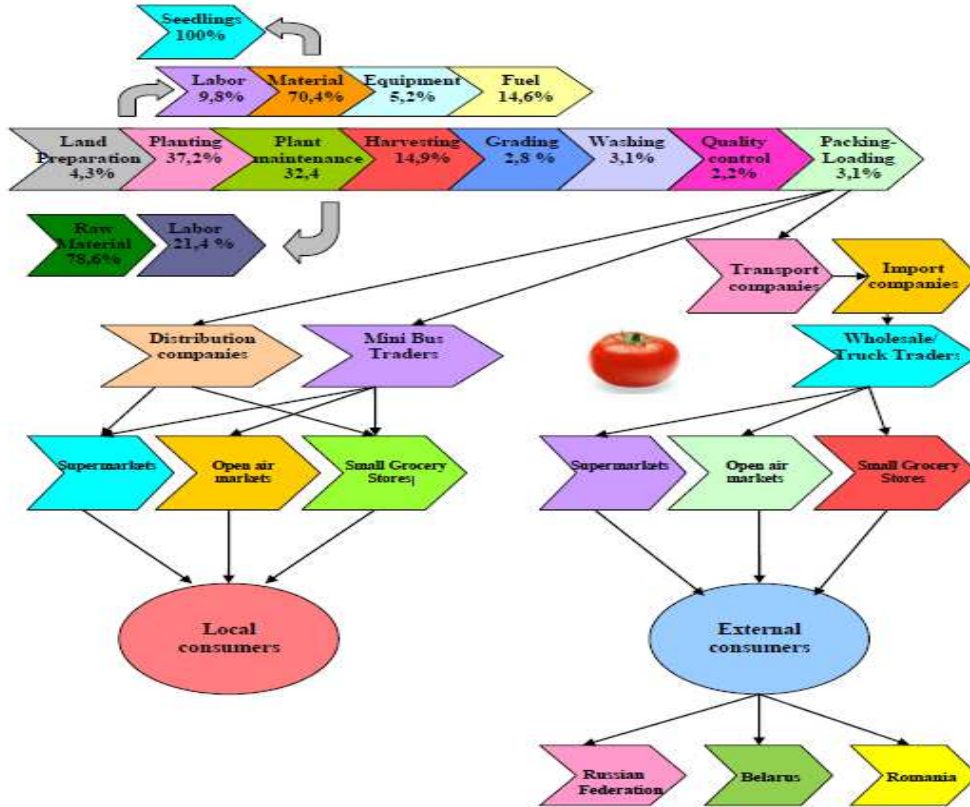 Seedlings
100%
Labor
9,8%
Material
70,4%
Equipment
5,2%
Fuel
14,6%
Land
Preparation
4,3%
Planting
37,2%
Plant
maintenance
32,4
Harvesting
14,9%
Grading
2,8 %
Washing
3,1%
Quality
control
2,2%
Packing-
Loading
3,1%
Raw
Material
78,6%
Labor
21,4 %
Transport
companies
Import
companies
Distribution
companies
Mini Bus
Traders
Wholesale/
Truck Traders
Supermarkets
Open air
markets
Small Grocery
Stores
Supermarkets
Open air
markets
Small Grocery
Stores
Local
consumers
External
consumers
Russian
Federation
Belarus
Romania